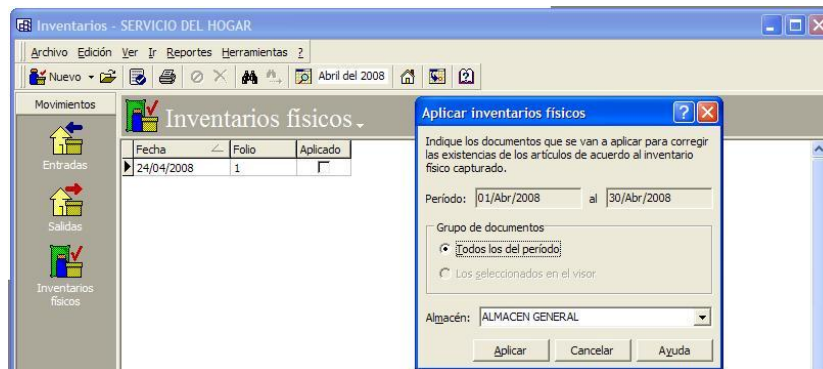 Inventarios - SERVICIO DEL HOGAR
Archivo Edición Ver Ir Reportes Herramientas ?
Nuevo Abril del 2008
Movimientos
Entradas
Salidas
Inventarios
físicos
Inventarios físicos
Fecha Folio Aplicado
24/04/2008 1
Aplicar inventarios físicos
Indique los documentos que se van a aplicar para corregir
las existencias de los artículos de acuerdo al inventario
físico capturado.
Período: 01/Abr/2008 al 30/Abr/2008
Grupo de documentos
Todos los del período
Los seleccionados en el visor
Almacén: ALMACEN GENERAL
Aplicar Cancelar Ayuda